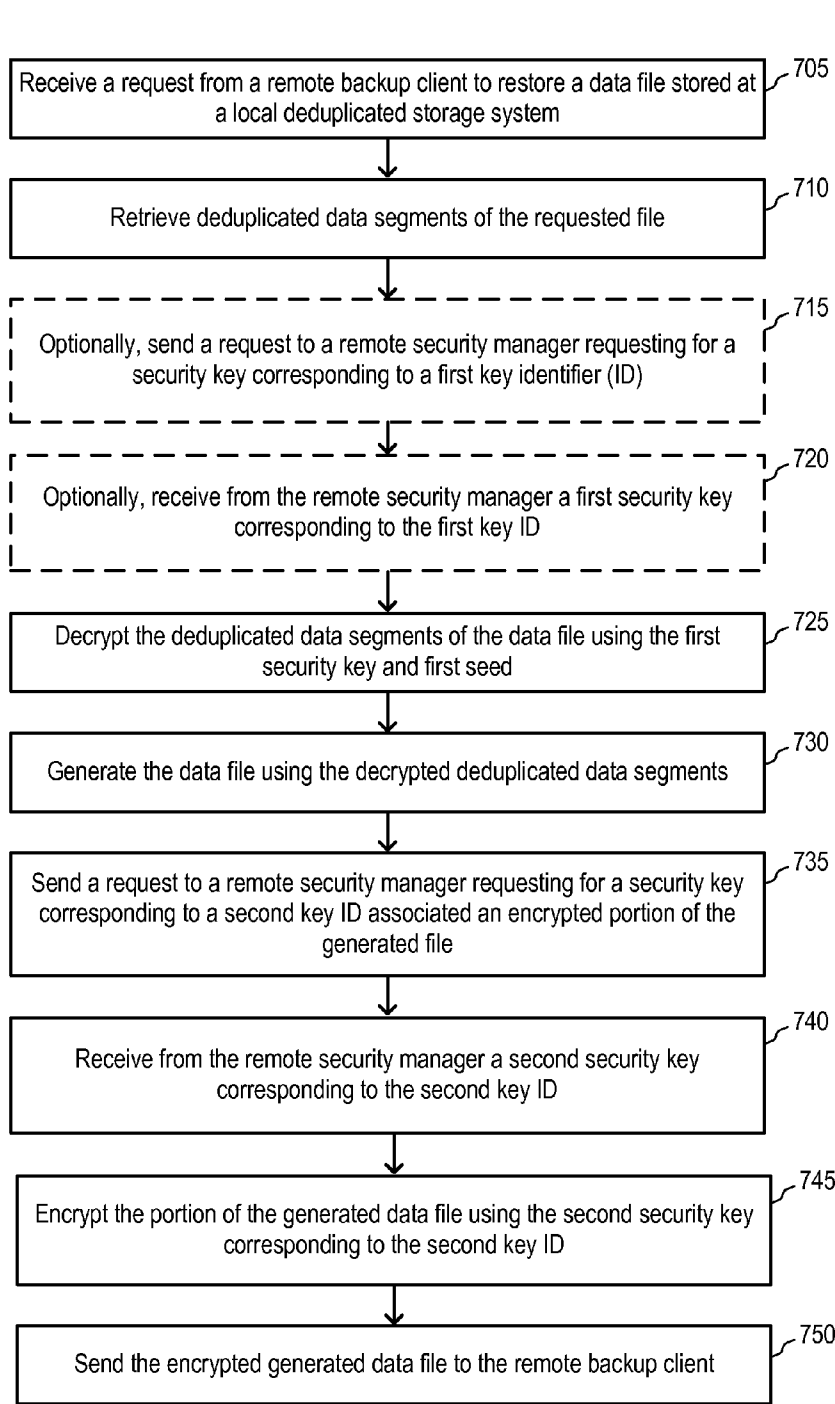 705
Receive a request from a remote backup client to restore a data file stored at
a local deduplicated storage system
710
Retrieve deduplicated data segments of the requested file
715
Optionally, send a request to a remote security manager requesting for a
security key corresponding to a first key identifier (ID)
720
Optionally, receive from the remote security manager a first security key
corresponding to the first key ID
725
Decrypt the deduplicated data segments of the data file using the first
security key and first seed
730
Generate the data file using the decrypted deduplicated data segments
735
Send a request to a remote security manager requesting for a security key
corresponding to a second key ID associated an encrypted portion of the
generated file
740
Receive from the remote security manager a second security key
corresponding to the second key ID
745
Encrypt the portion of the generated data file using the second security key
corresponding to the second key ID
750
Send the encrypted generated data file to the remote backup client